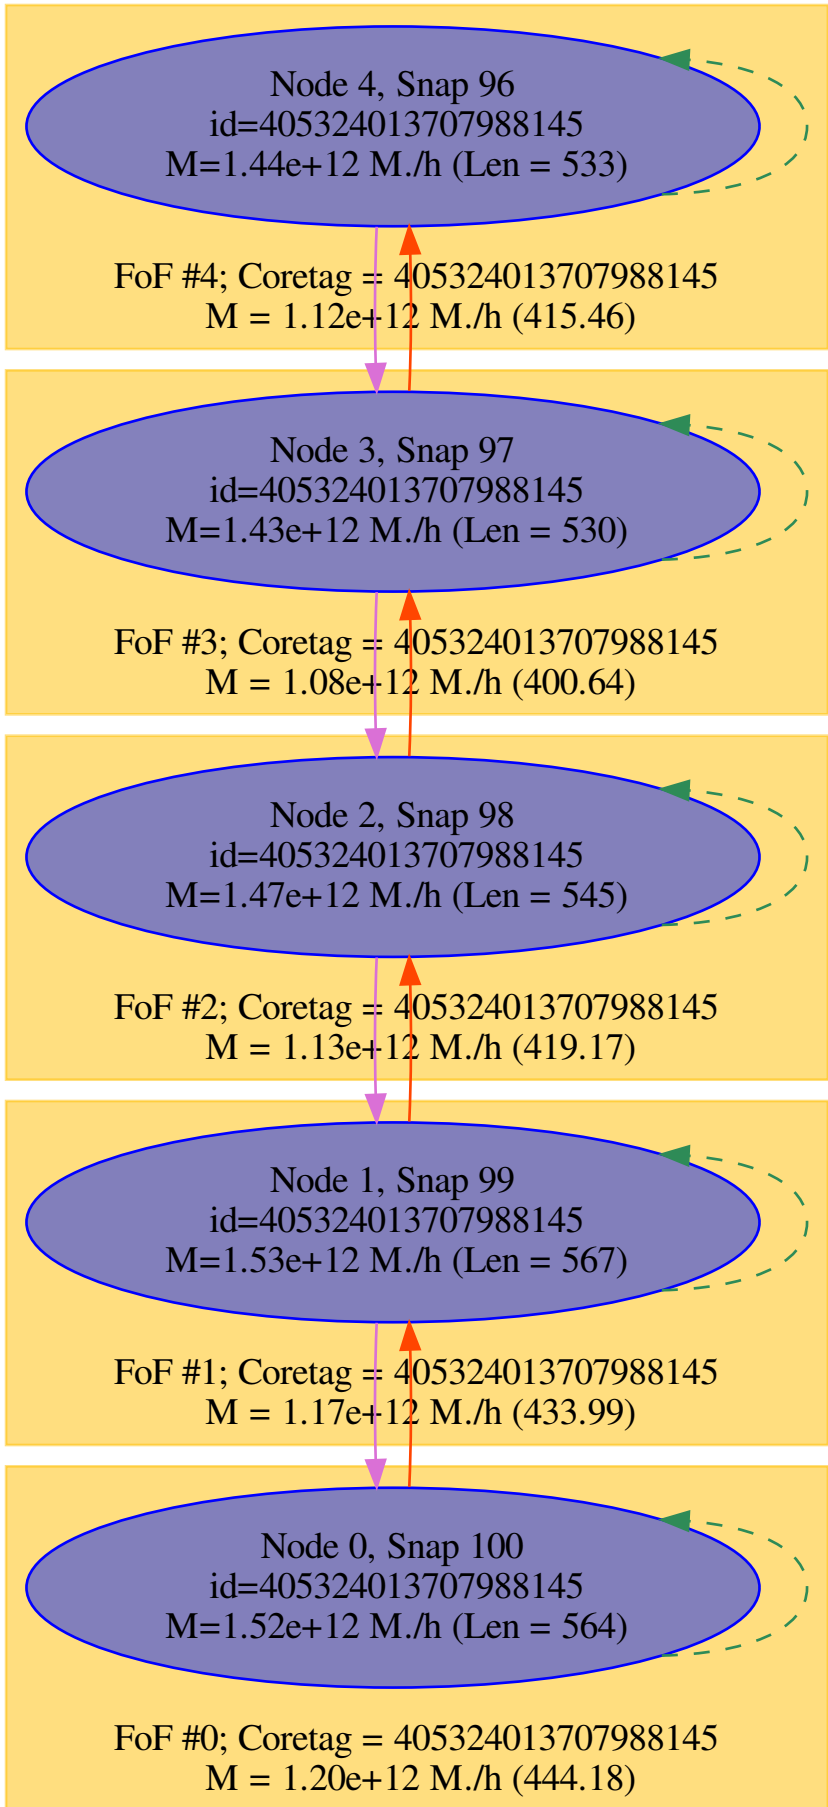 Node 4, Snap 96
id=405324013707988145
M=1.44e+12 M./h (Len = 533)
FoF #4; Coretag = 405324013707988145
M = 1.12e+12 M./h (415.46)
Node 3, Snap 97
id=405324013707988145
M=1.43e+12 M./h (Len = 530)
FoF #3; Coretag = 405324013707988145
M = 1.08e+12 M./h (400.64)
Node 2, Snap 98
id=405324013707988145
M=1.47e+12 M./h (Len = 545)
FoF #2; Coretag = 405324013707988145
M = 1.13e+12 M./h (419.17)
Node 1, Snap 99
id=405324013707988145
M=1.53e+12 M./h (Len = 567)
FoF #1; Coretag = 405324013707988145
M = 1.17e+12 M./h (433.99)
Node 0, Snap 100
id=405324013707988145
M=1.52e+12 M./h (Len = 564)
FoF #0; Coretag = 405324013707988145
M = 1.20e+12 M./h (444.18)